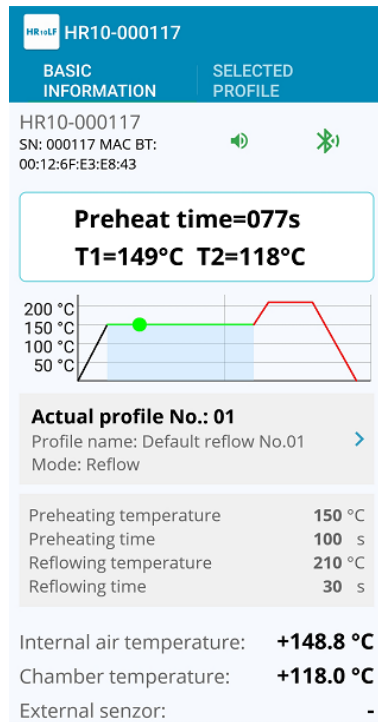 HR10LF HR10-000117
BASIC INFORMATION
SELECTED PROFILE
HR10-000117
SN: 000117 MAC BT:
00:12:6F:E3:E8:43
Preheat time=077s
T1=149°C T2=118°C
200 °C
150 °C
100 °C
50 °C
Actual profile No.: 01
Profile name: Default reflow No.01
Mode: Reflow
Preheating temperature 150 °C
Preheating time 100 s
Reflowing temperature 210 °C
Reflowing time 30 s
Internal air temperature: +148.8 °C
Chamber temperature: +118.0 °C
External senzor: -